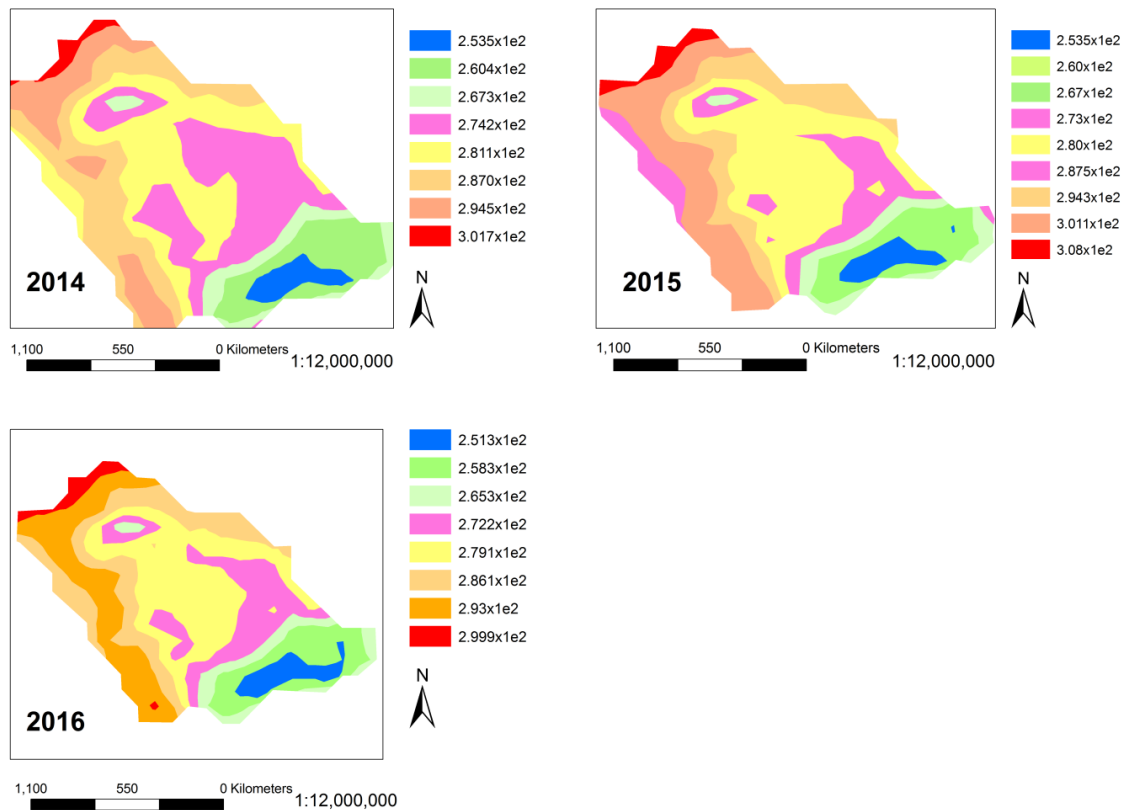 2.535x1e2
2.604x1e2
2.673x1e2
2.742x1e2
2.811x1e2
2.870x1e2
2.945x1e2
3.017x1e2
2014
N
1,100 550 0 Kilometers
1:12,000,000
2.535x1e2
2.60x1e2
2.67x1e2
2.73x1e2
2.80x1e2
2.875x1e2
2.943x1e2
3.011x1e2
3.08x1e2
2015
N
1,100 550 0 Kilometers
1:12,000,000
2.513x1e2
2.583x1e2
2.653x1e2
2.722x1e2
2.791x1e2
2.861x1e2
2.93x1e2
2.999x1e2
2016
N
1,100 550 0 Kilometers
1:12,000,000